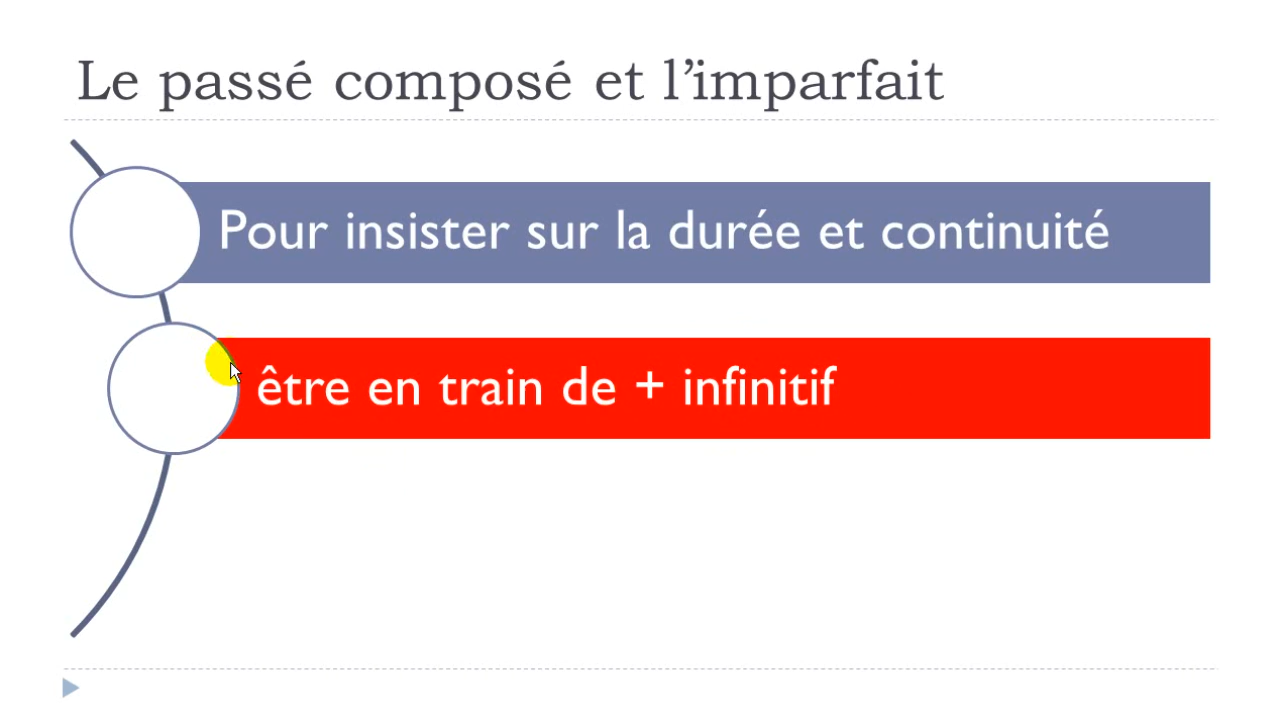 Le passé composé et l’imparfait
Pour insister sur la durée et continuité
être en train de + infinitif